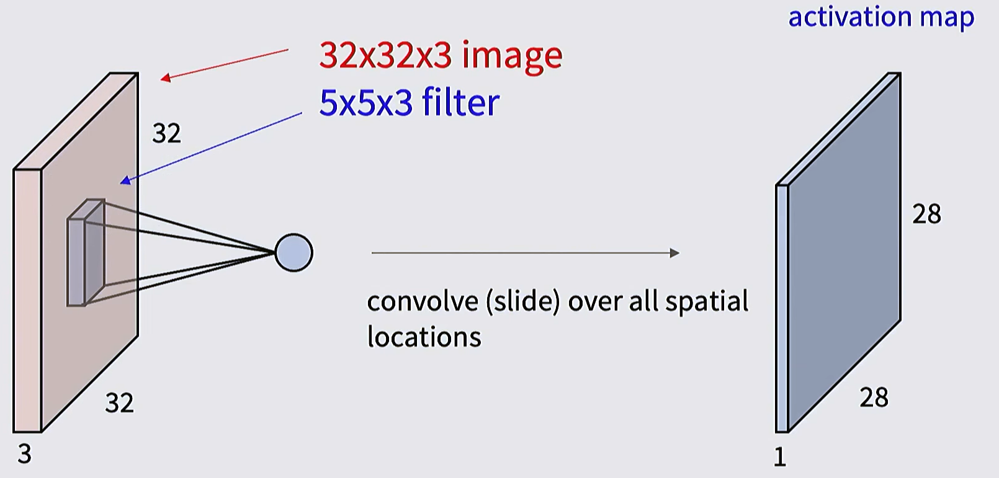 activation map
32x32x3 image
5x5x3 filter
32
28
convolve (slide) over all spatial
locations
32
28
3
1